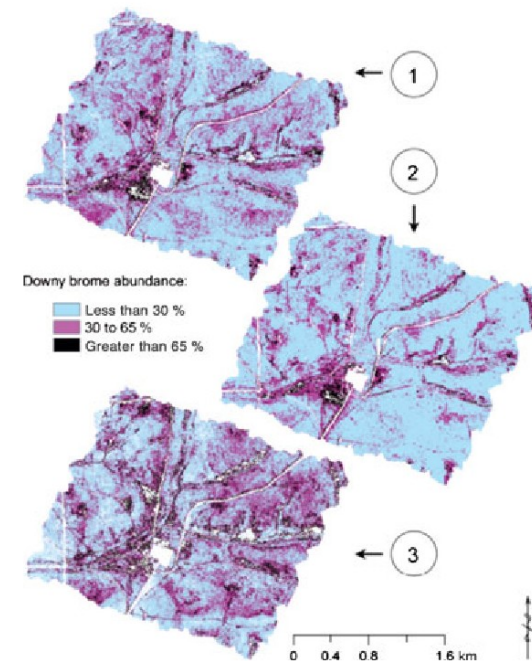 1
2
Downy brome abundance:
Less than 30 %
30 to 65 %
Greater than 65 %
3
0 0.4 0.8 1.6 km